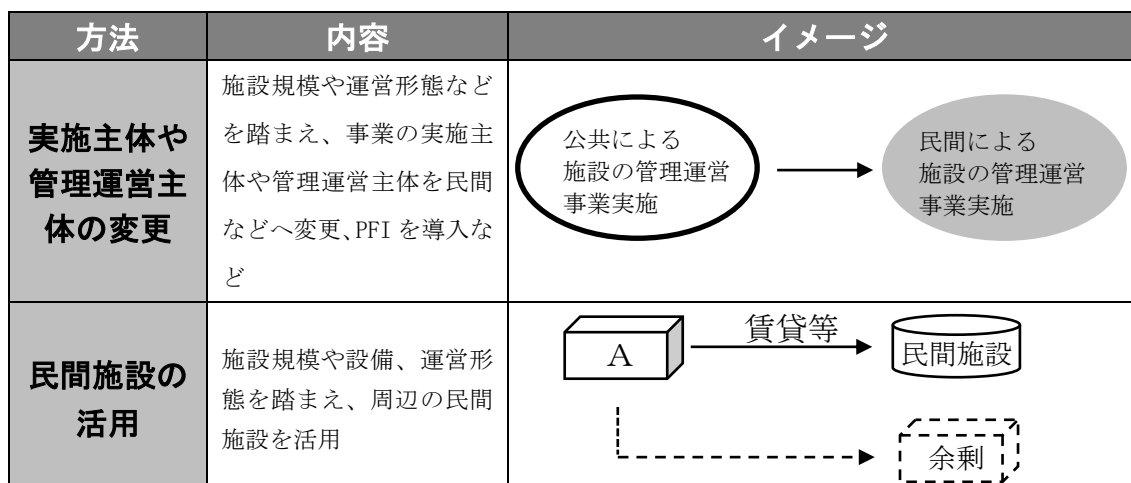 方法
内容
イメージ
実施主体や
管理運営主
体の変更
施設規模や運営形態など
を踏まえ、事業の実施主
体や管理運営主体を民間
などへ変更、PFI を導入な
ど
公共による
施設の管理運営
事業実施
民間による
施設の管理運営
事業実施
民間施設の
活用
施設規模や設備、運営形
態を踏まえ、周辺の民間
施設を活用
A
賃貸等
民間施設
余剰